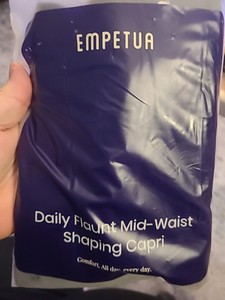 EMPETUA
Daily Flaunt Mid-Waist
Shaping Capri
Comfort. All day, every day.